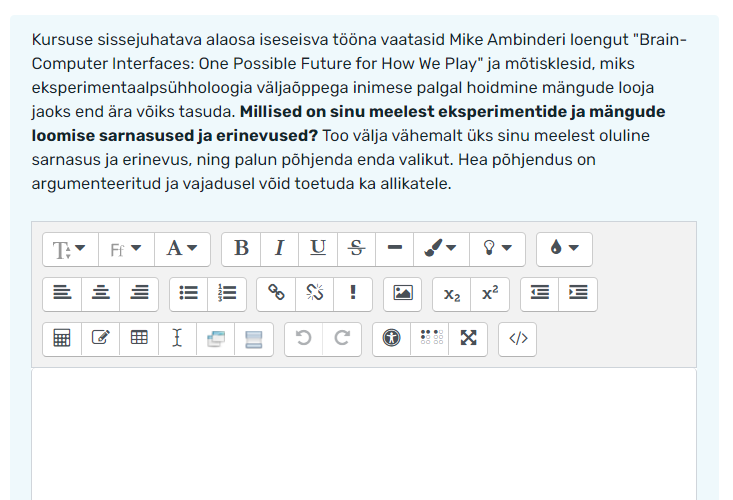 Kursuse sissejuhatava alaosa iseseisva tööna vaatasid Mike Ambinderi loengut "Brain-
Computer Interfaces: One Possible Future for How We Play" ja mõtisklesid, miks
eksperimentaalpsühholoogia väljaõppega inimese palgal hoidmine mängude looja
jaoks end ära võiks tasuda. Millised on sinu meelest eksperimentide ja mängude
loomise sarnasused ja erinevused? Too välja vähemalt üks sinu meelest oluline
sarnasus ja erinevus, ning palun põhjenda enda valikut. Hea põhjendus on
argumenteeritud ja vajadusel võid toetuda ka allikatele.
T Ff A B I U S
! x₂ x²
</>